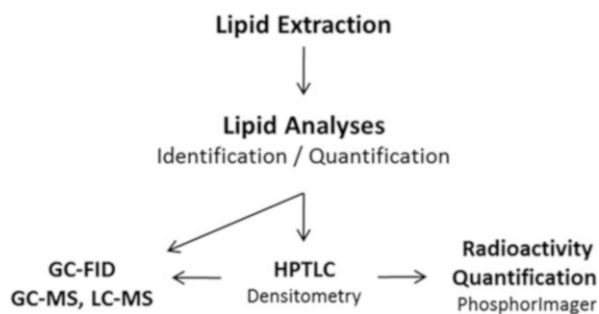 Lipid Extraction
Lipid Analyses
Identification / Quantification
GC-FID
GC-MS, LC-MS
HPTLC
Densitometry
Radioactivity
Quantification
PhosphorImager